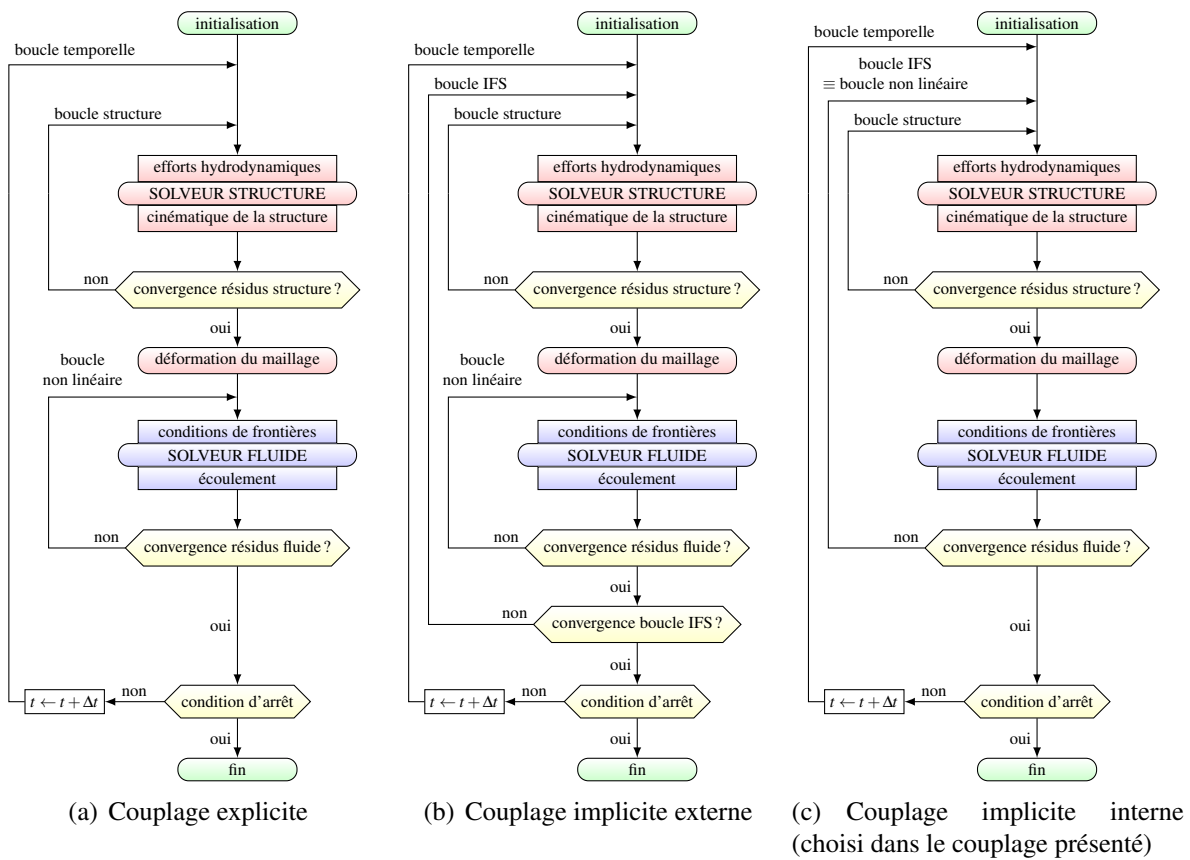 initialisation
boucle temporelle
boucle structure
efforts hydrodynamiques
SOLVEUR STRUCTURE
cinématique de la structure
non
convergence résidus structure ?
oui
déformation du maillage
boucle
non linéaire
conditions de frontières
SOLVEUR FLUIDE
écoulement
non
convergence résidus fluide ?
oui
t ← t + Δt
non
condition d'arrêt
oui
fin
(a) Couplage explicite
initialisation
boucle temporelle
boucle IFS
boucle structure
efforts hydrodynamiques
SOLVEUR STRUCTURE
cinématique de la structure
non
convergence résidus structure ?
oui
déformation du maillage
boucle
non linéaire
conditions de frontières
SOLVEUR FLUIDE
écoulement
non
convergence résidus fluide ?
oui
non
convergence boucle IFS ?
oui
t ← t + Δt
non
condition d'arrêt
oui
fin
(b) Couplage implicite externe
initialisation
boucle temporelle
boucle IFS
≡ boucle non linéaire
boucle structure
efforts hydrodynamiques
SOLVEUR STRUCTURE
cinématique de la structure
non
convergence résidus structure ?
oui
déformation du maillage
conditions de frontières
SOLVEUR FLUIDE
écoulement
non
convergence résidus fluide ?
oui
t ← t + Δt
non
condition d'arrêt
oui
fin
(c) Couplage implicite interne
(choisi dans le couplage présenté)